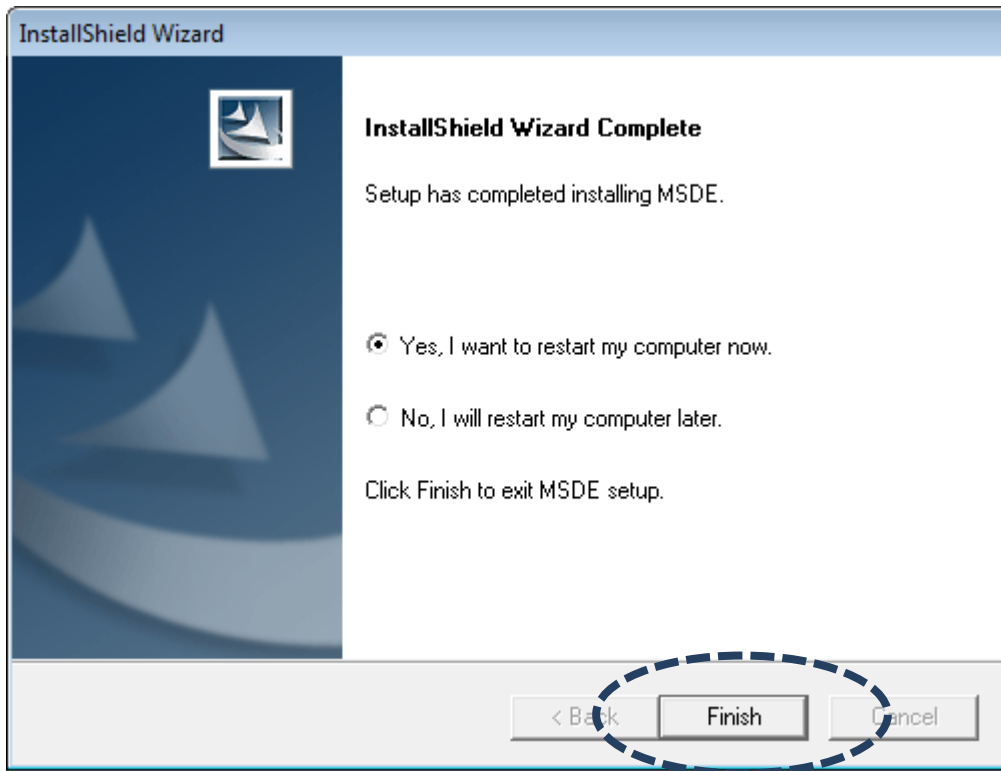 InstallShield Wizard
InstallShield Wizard Complete
Setup has completed installing MSDE.
Yes, I want to restart my computer now.
No, I will restart my computer later.
Click Finish to exit MSDE setup.
< Back Finish Cancel